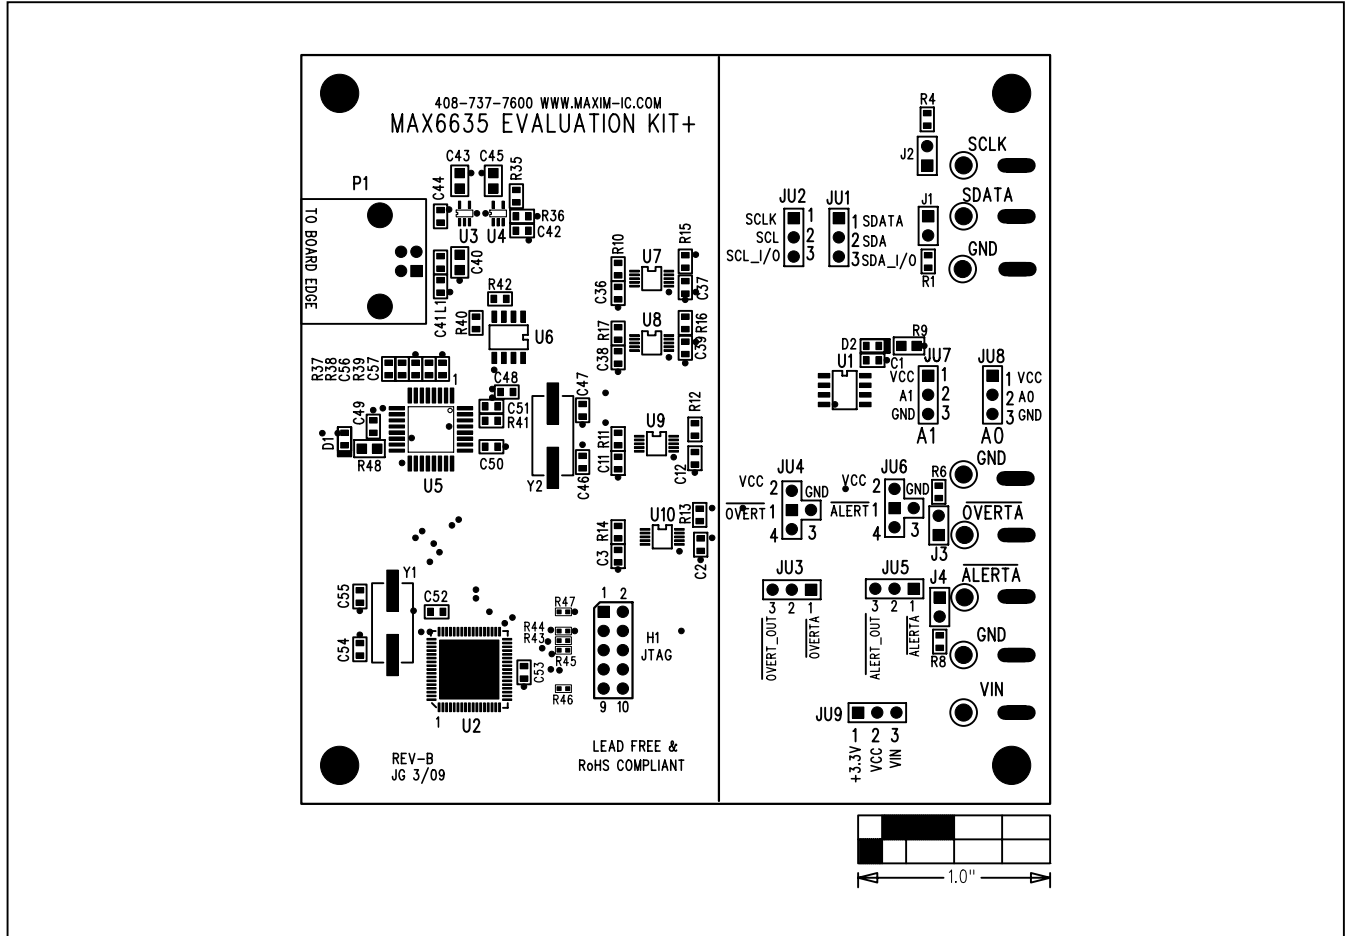 408-737-7600 WWW.MAXIM-IC.COM
MAX6635 EVALUATION KIT+
R4
J2
SCLK
P1
C43
C45
R35
C44
TO BOARD EDGE
U3
U4
R36
C42
C40
C41
L1
R42
R40
U6
JU2
SCLK 1
SCL 2
SCL_I/O 3
JU1
1 SDATA
2 SDA
3 SDA_I/O
J1
SDATA
GND
R1
R10
U7
R15
C36
C37
R17
U8
R16
C38
C39
R37
R38
C56
R39
C57
1
C48
C47
C49
C51
R41
D1
R48
C50
U5
Y2
C46
R11
U9
R12
C11
C12
D2
R9
U1
C1
JU7
VCC 1
A1 2
GND 3
A1
JU8
1 VCC
2 A0
3 GND
A0
GND
JU4
VCC 2
GND
OVERT 1
4 3
JU6
VCC 2
GND
ALERT 1
4 3
R6
OVERTA
J3
R14
U10
R13
C3
C2
JU3
3 2 1
OVERT_OUT
OVERTA
JU5
3 2 1
ALERT_OUT
ALERTA
J4
ALERTA
GND
R8
C55
Y1
C52
C54
C53
1
U2
R47
R44
R43
R45
R46
1 2
H1
JTAG
9 10
VIN
JU9
1 2 3
+3.3V
VCC
VIN
REV-B
JG 3/09
LEAD FREE &
RoHS COMPLIANT
1.0"